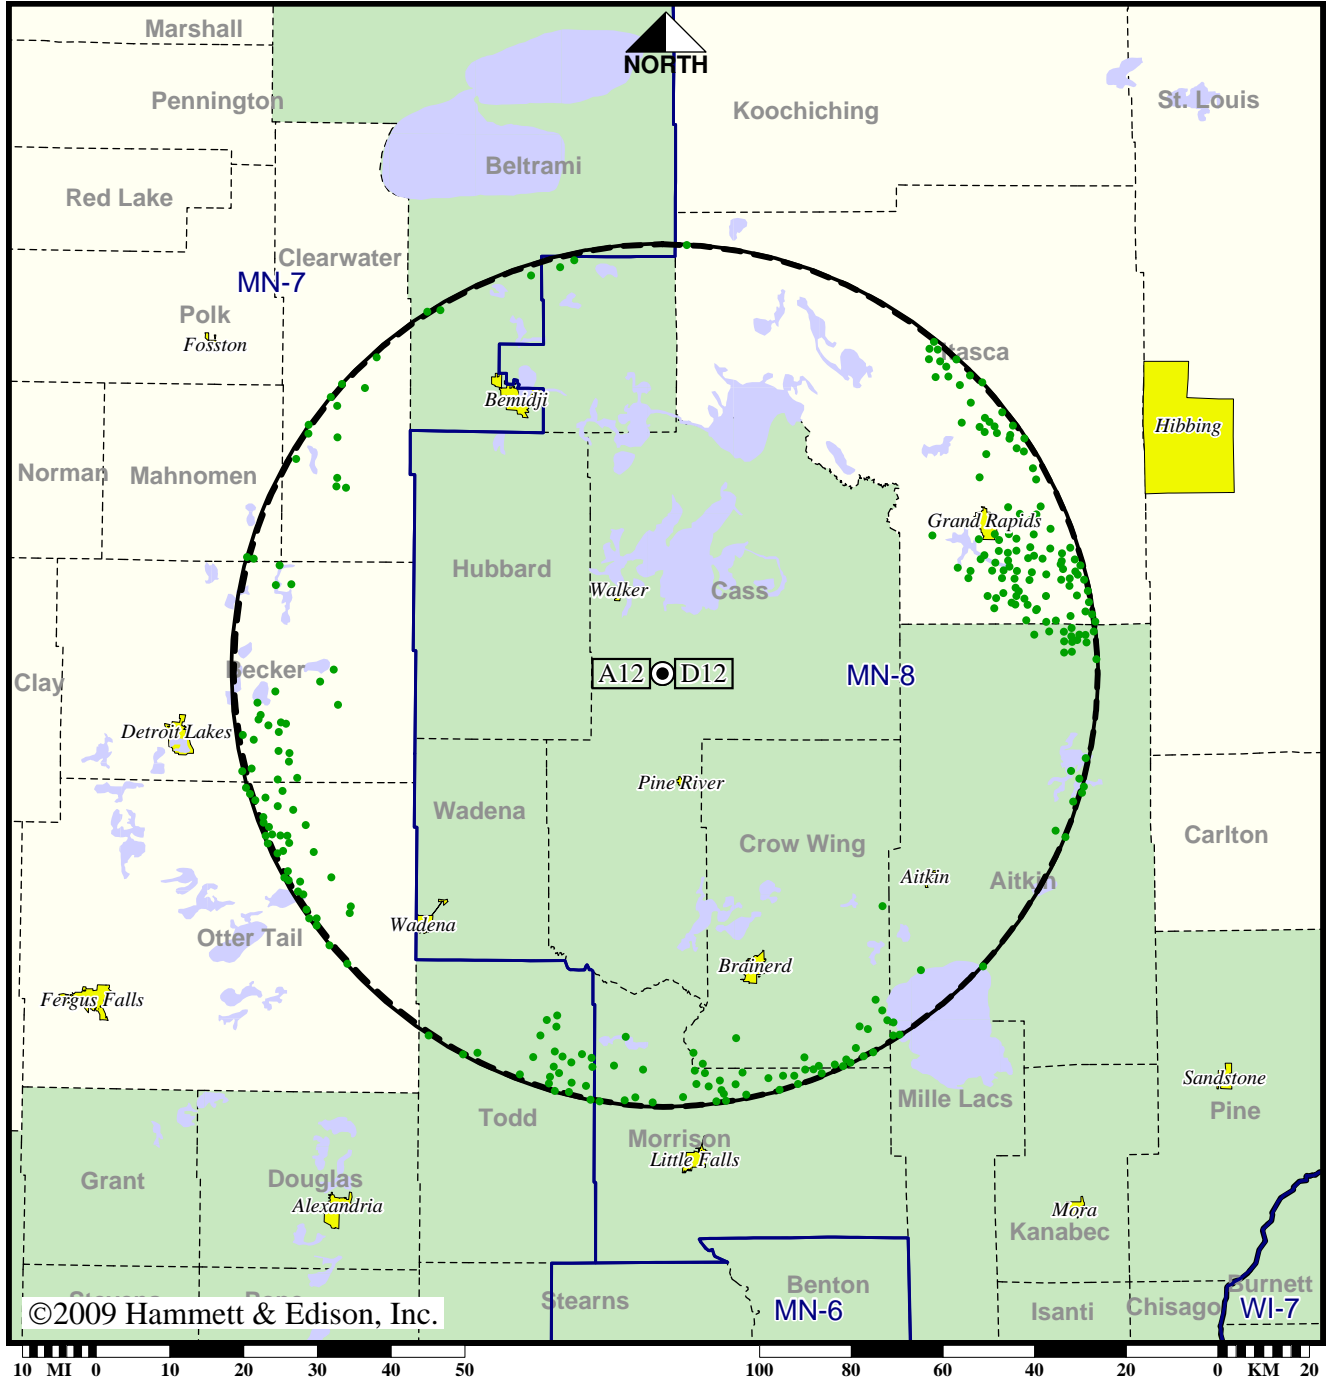 Marshall
NORTH
Pennington
Koochiching
St. Louis
Beltrami
Red Lake
Clearwater
MN-7
Polk
Fosston
Itasca
Bemidji
Hibbing
Norman
Mahnomen
Grand Rapids
Hubbard
Walker
Cass
Becker
Clay
A12
D12
MN-8
Detroit Lakes
Pine River
Wadena
Crow Wing
Carlton
Aitkin
Aitkin
Wadena
Otter Tail
Brainerd
Fergus Falls
Sandstone
Mille Lacs
Pine
Todd
Morrison
Little Falls
Grant
Douglas
Alexandria
Mora
Kanabec
Burnett
Benton
Stearns
MN-6
Isanti
Chisago
WI-7
©2009 Hammett & Edison, Inc.
10 MI 0 10 20 30 40 50
100 80 60 40 20 0 KM 20